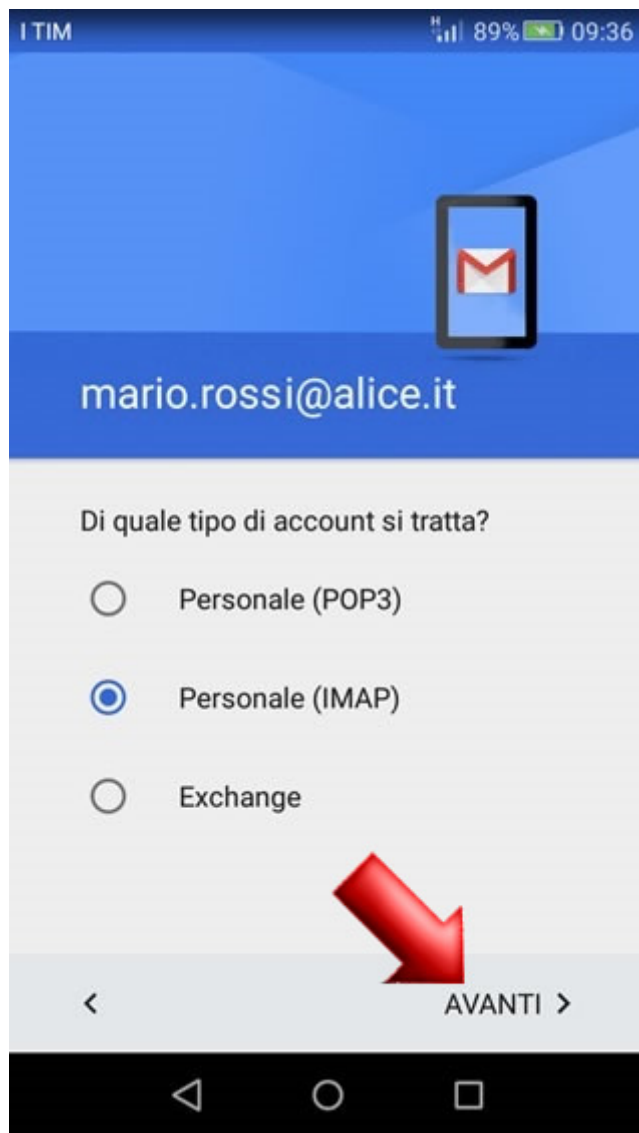 I TIM H 89% 09:36
mario.rossi@alice.it
Di quale tipo di account si tratta?
Personale (POP3)
Personale (IMAP)
Exchange
AVANTI